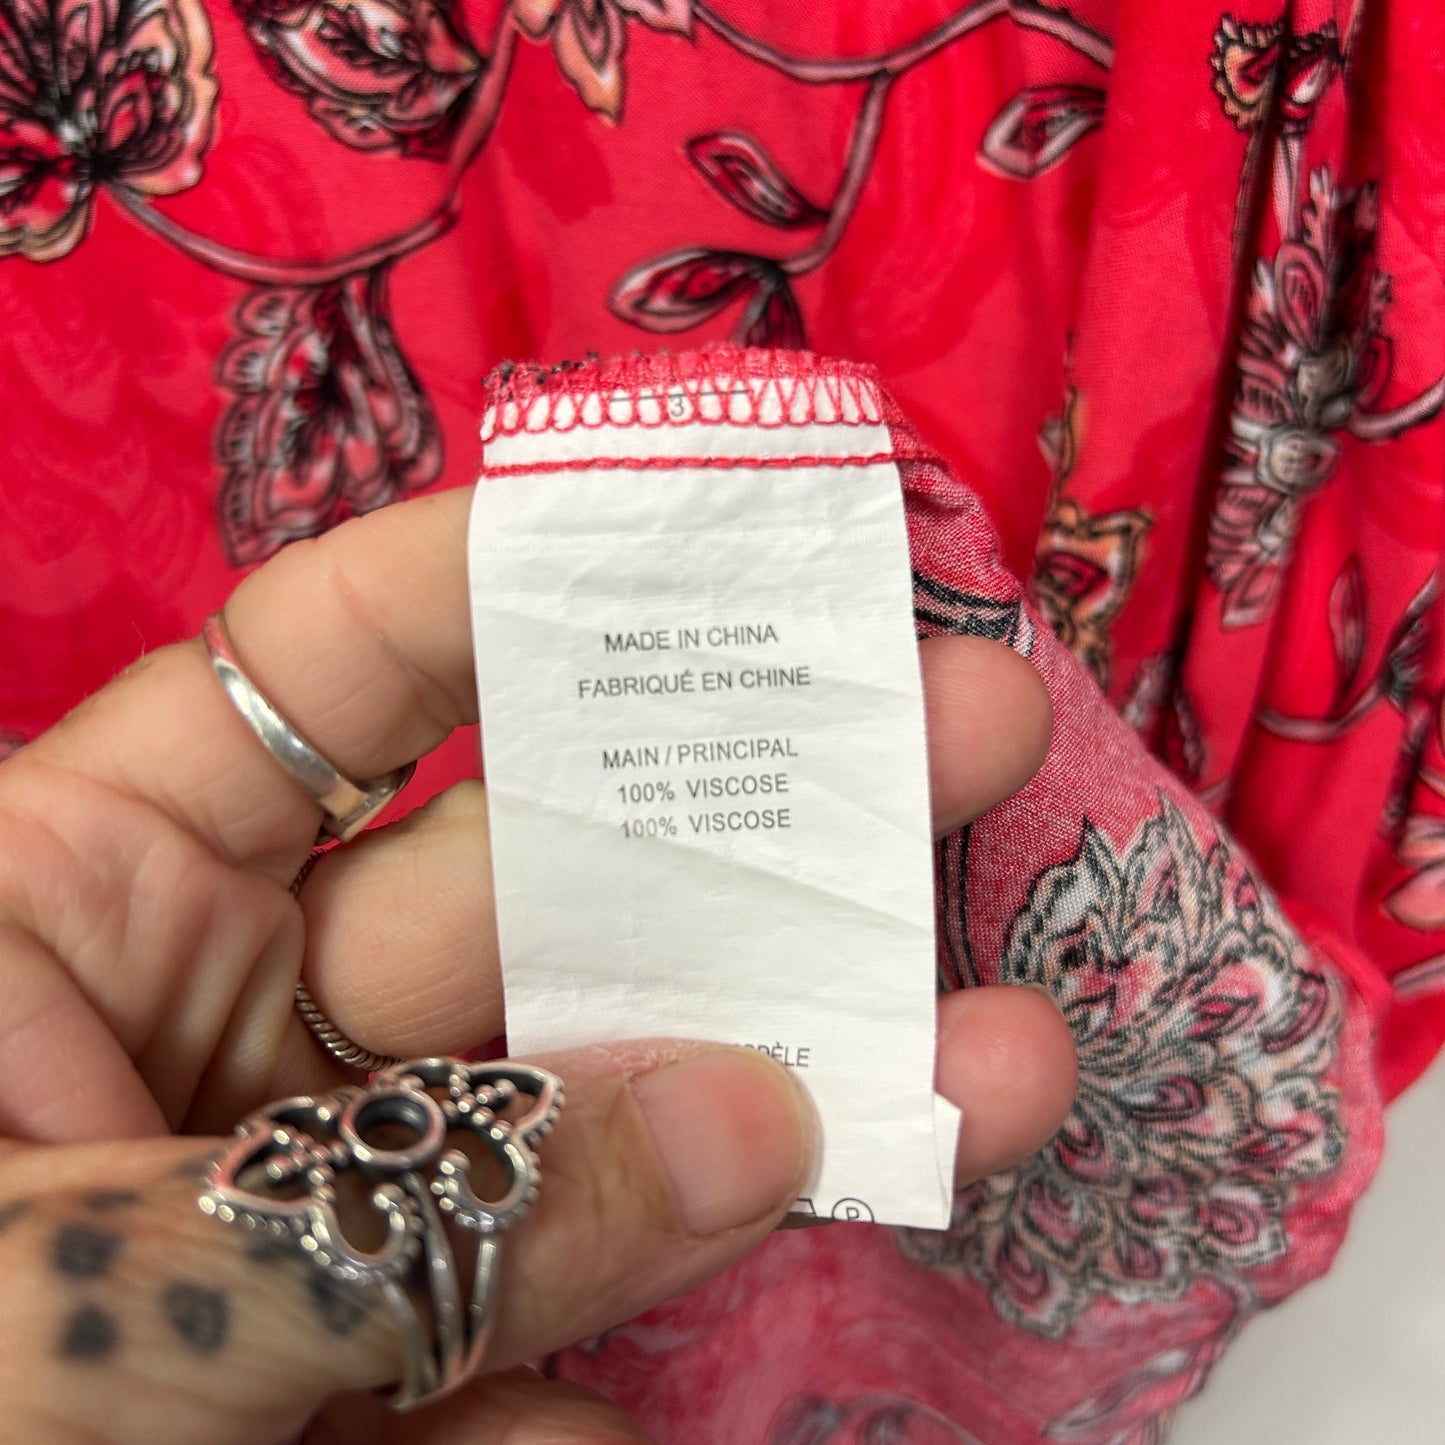 3
MADE IN CHINA
FABRIQUÉ EN CHINE
MAIN / PRINCIPAL
100% VISCOSE
100% VISCOSE
P